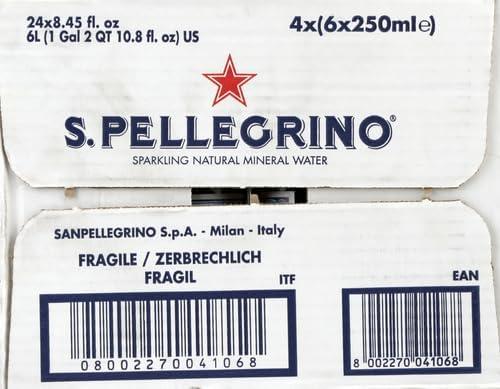 24x8.45 fl. oz
6L (1 Gal 2 QT 10.8 fl. oz) US
4x(6x250ml℮)
S.PELLEGRINO®
SPARKLING NATURAL MINERAL WATER
SANPELLEGRINO S.p.A. - Milan - Italy
FRAGILE / ZERBRECHLICH
FRAGIL
ITF
EAN
08002270041068
8 002270 041068